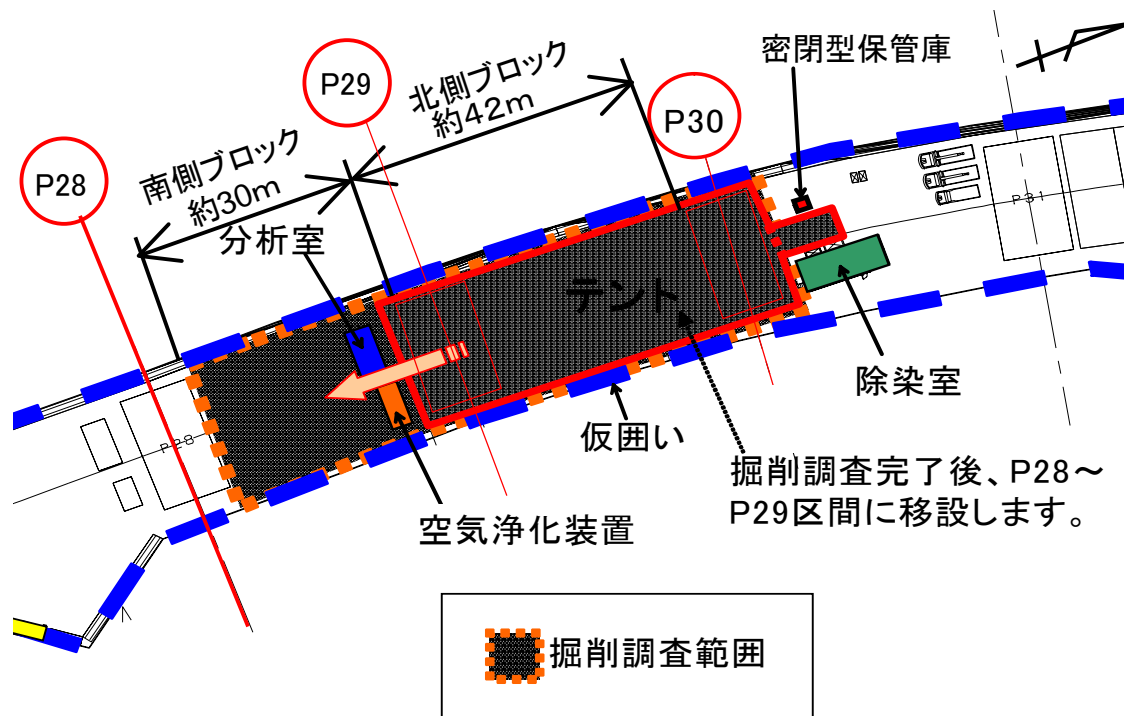 P28
南側ブロック
約30m
P29
北側ブロック
約42m
P30
密閉型保管庫
P31
分析室
テント
除染室
仮囲い
P28
空気浄化装置
掘削調査完了後、P28～
P29区間に移設します。
掘削調査範囲